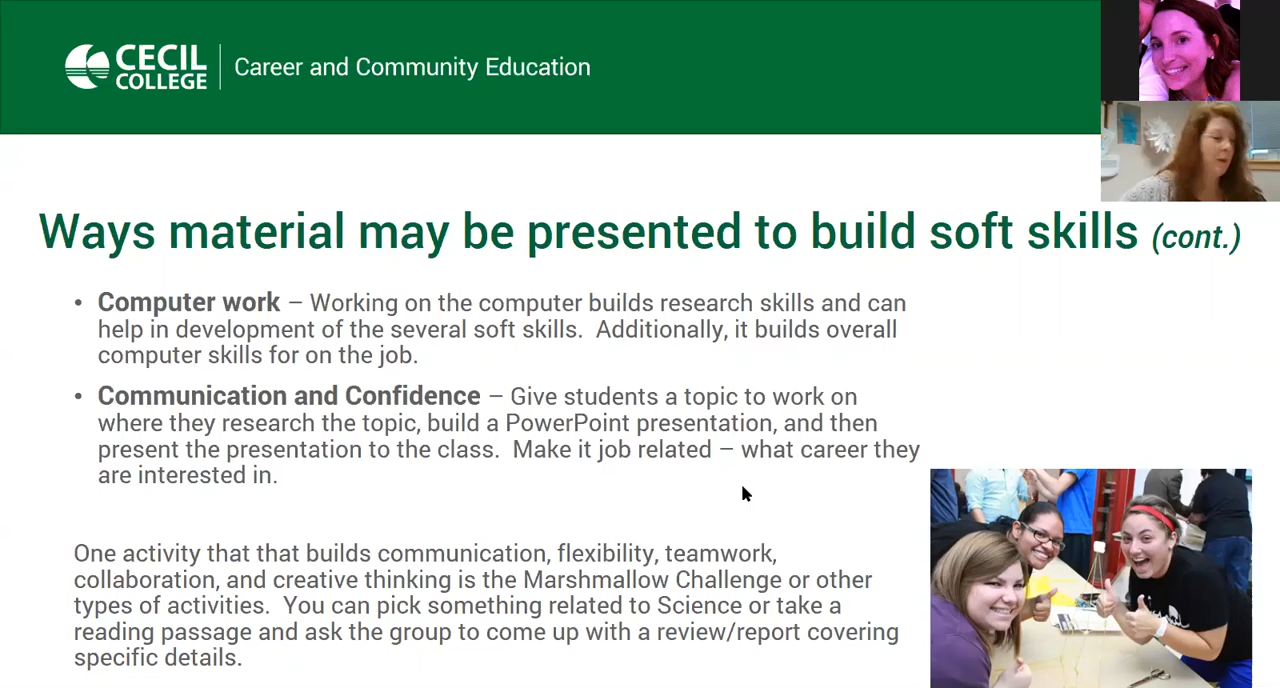 CECIL
COLLEGE
Career and Community Education
Ways material may be presented to build soft skills (cont.)
• Computer work – Working on the computer builds research skills and can
help in development of the several soft skills.  Additionally, it builds overall
computer skills for on the job.
• Communication and Confidence – Give students a topic to work on
where they research the topic, build a PowerPoint presentation, and then
present the presentation to the class.  Make it job related – what career they
are interested in.
One activity that that builds communication, flexibility, teamwork,
collaboration, and creative thinking is the Marshmallow Challenge or other
types of activities.  You can pick something related to Science or take a
reading passage and ask the group to come up with a review/report covering
specific details.